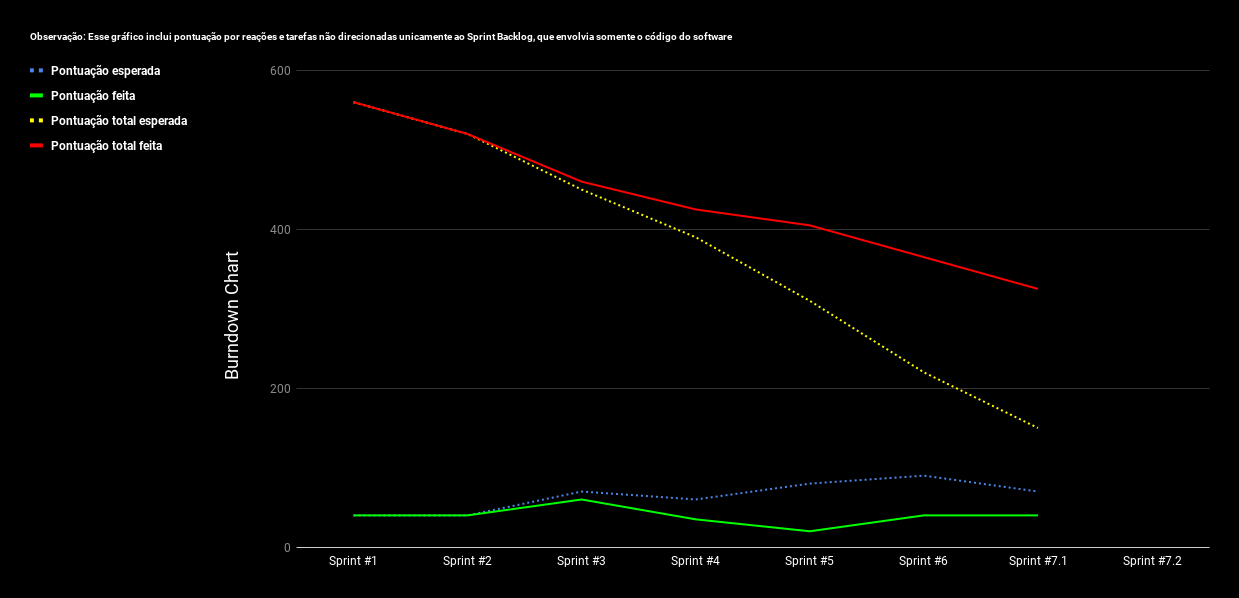 Observação: Esse gráfico inclui pontuação por reações e tarefas não direcionadas unicamente ao Sprint Backlog, que envolvia somente o código do software
Pontuação esperada
Pontuação feita
Pontuação total esperada
Pontuação total feita
Burndown Chart
600
400
200
0
Sprint #1
Sprint #2
Sprint #3
Sprint #4
Sprint #5
Sprint #6
Sprint #7.1
Sprint #7.2